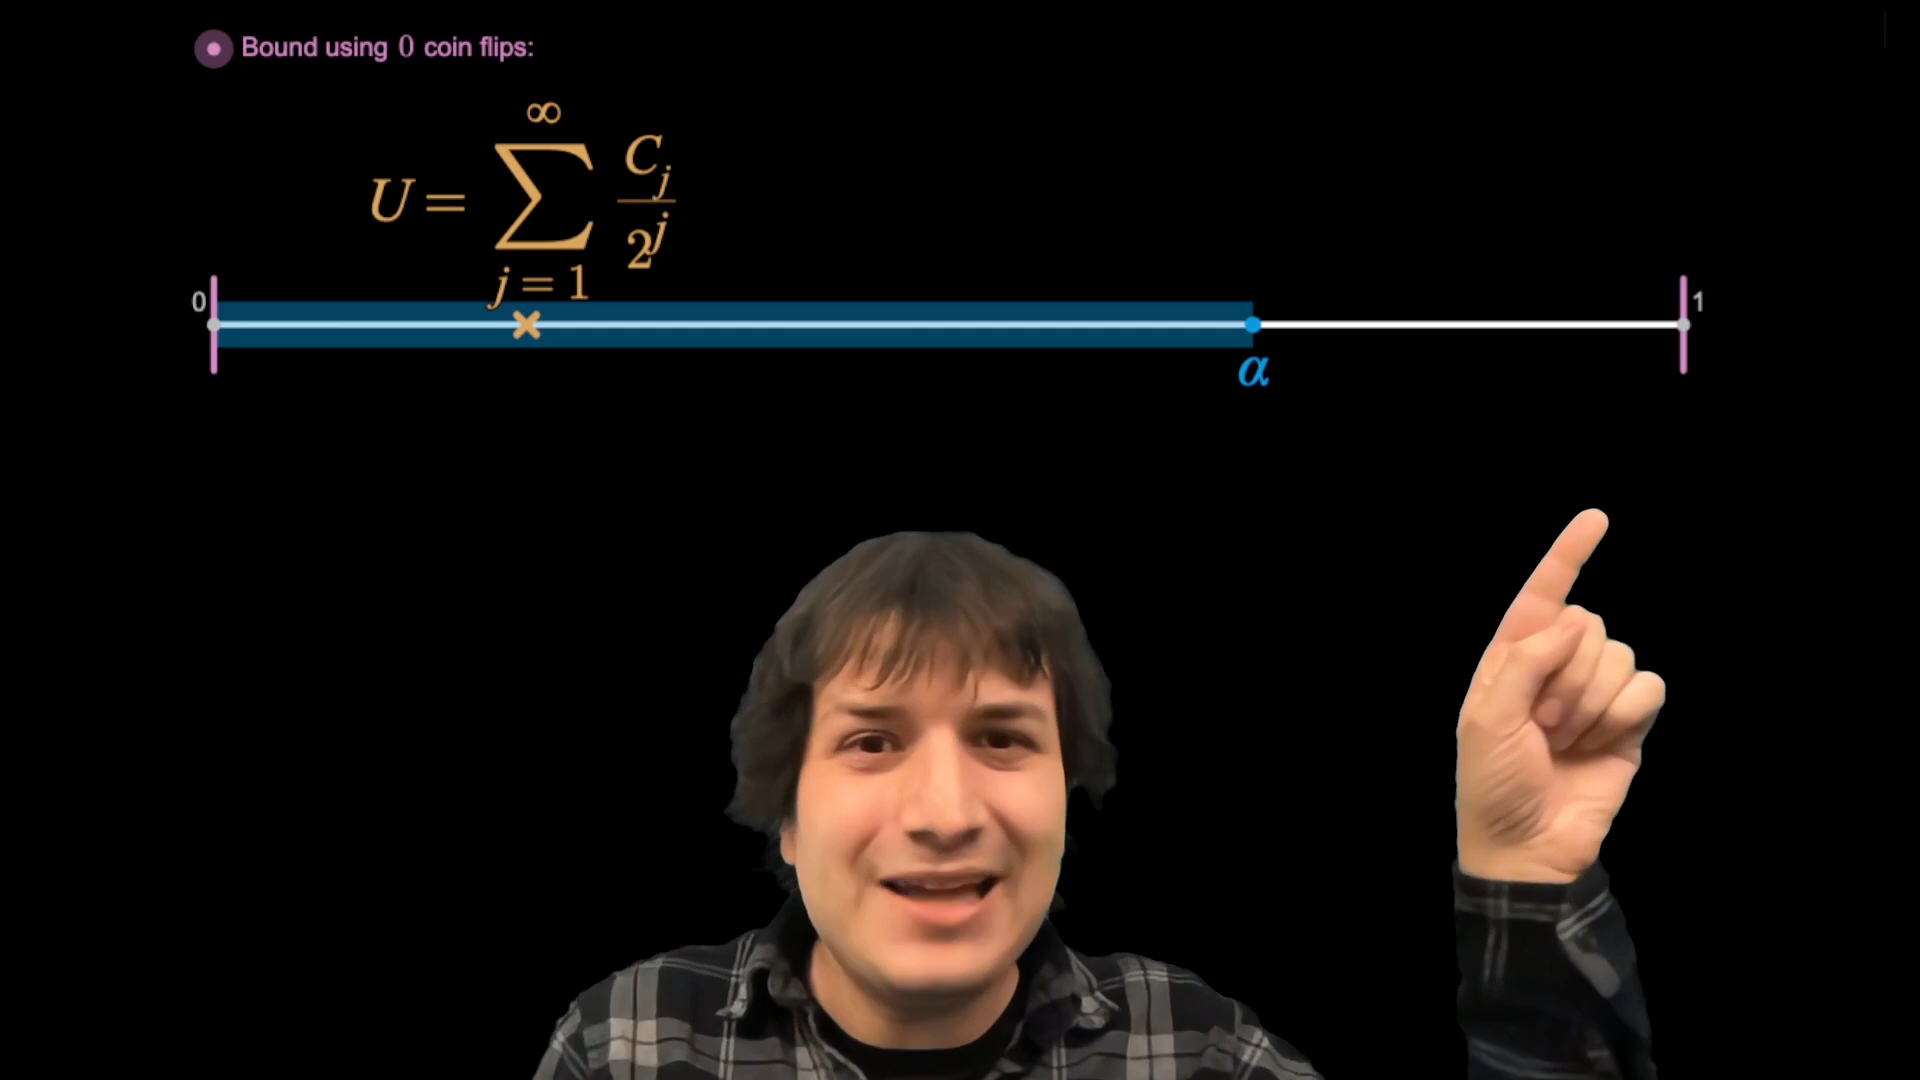 Bound using 0 coin flips:
U = ∑_{j = 1}^{∞} C_j / 2^j
0 1
α